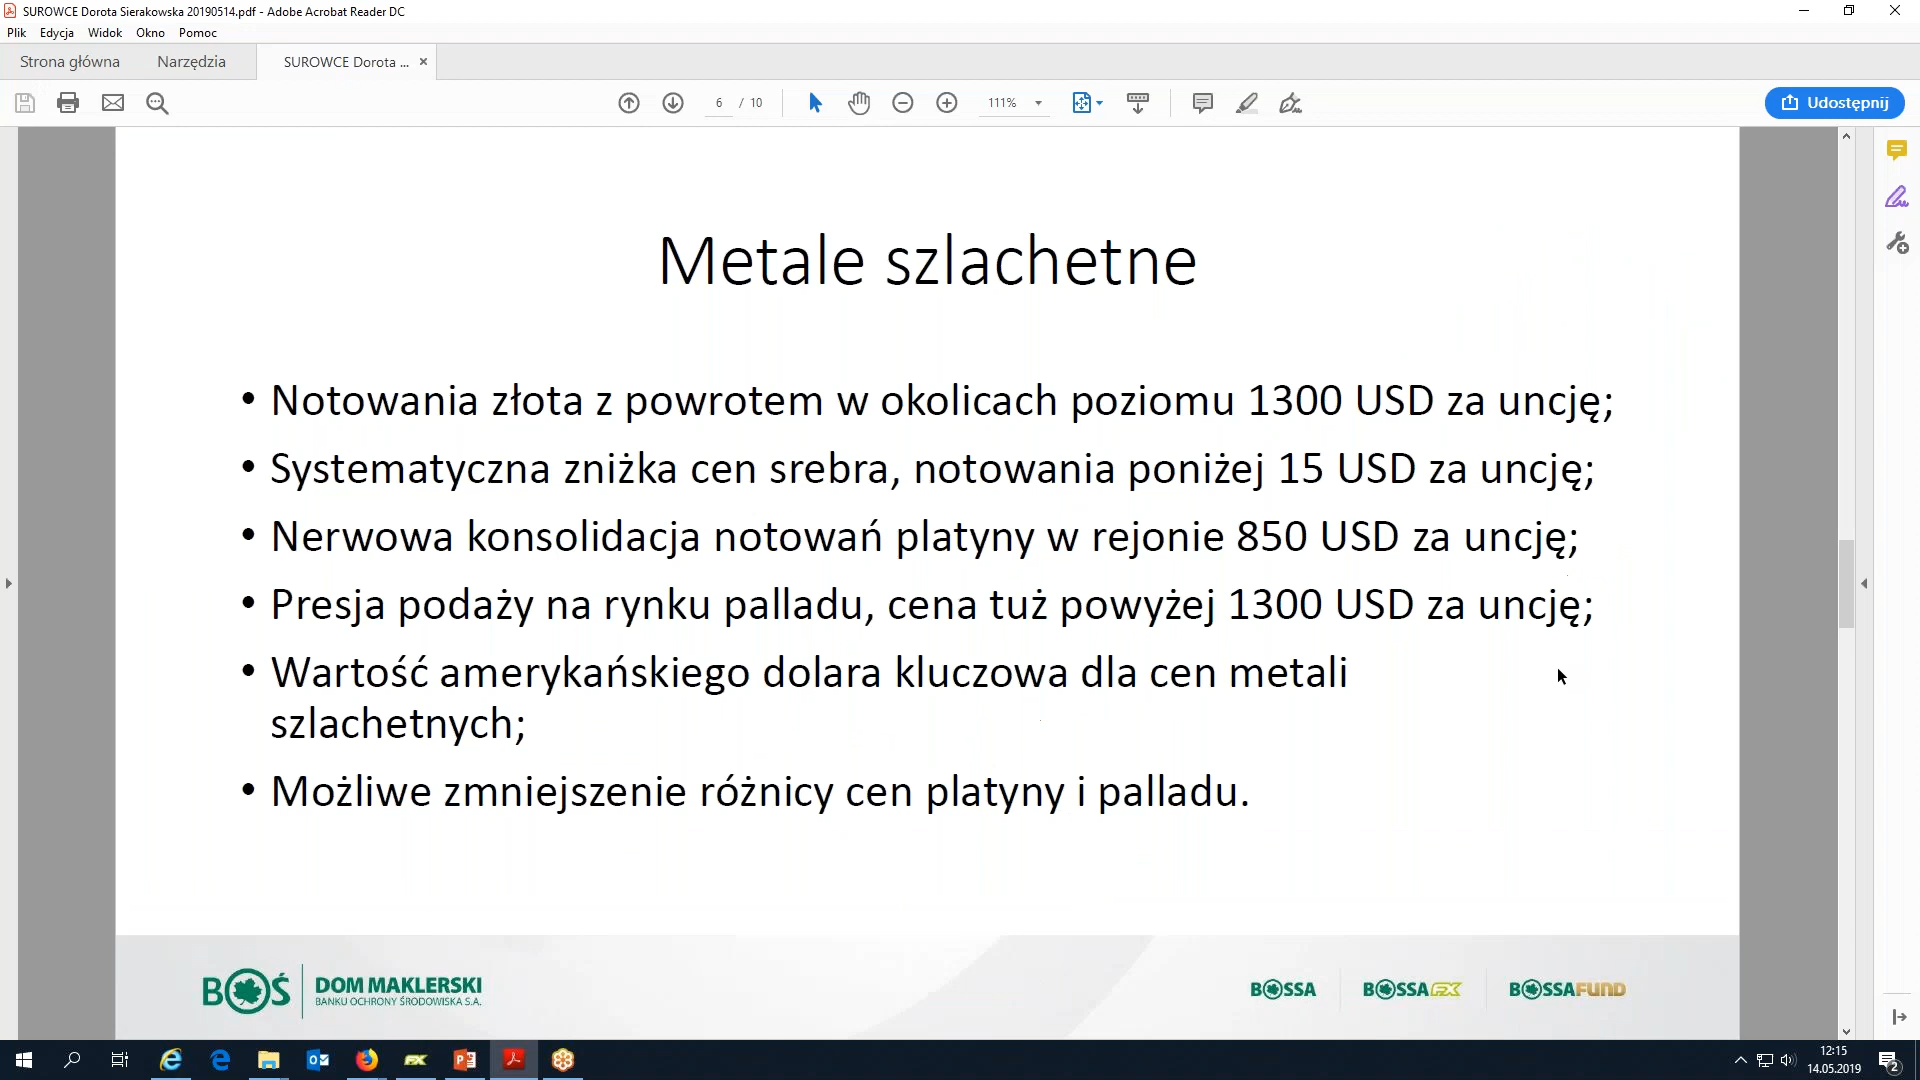 SUROWCE Dorota Sierakowska 20190514.pdf - Adobe Acrobat Reader DC
Plik Edycja Widok Okno Pomoc
Strona główna Narzędzia SUROWCE Dorota ...
6 / 10 111% Udostępnij
Metale szlachetne
• Notowania złota z powrotem w okolicach poziomu 1300 USD za uncję;
• Systematyczna zniżka cen srebra, notowania poniżej 15 USD za uncję;
• Nerwowa konsolidacja notowań platyny w rejonie 850 USD za uncję;
• Presja podaży na rynku palladu, cena tuż powyżej 1300 USD za uncję;
• Wartość amerykańskiego dolara kluczowa dla cen metali
szlachetnych;
• Możliwe zmniejszenie różnicy cen platyny i palladu.
BOŚ DOM MAKLERSKI
BANKU OCHRONY ŚRODOWISKA S.A.
BOSSA BOSSAFX BOSSAFUND
12:15
14.05.2019
2